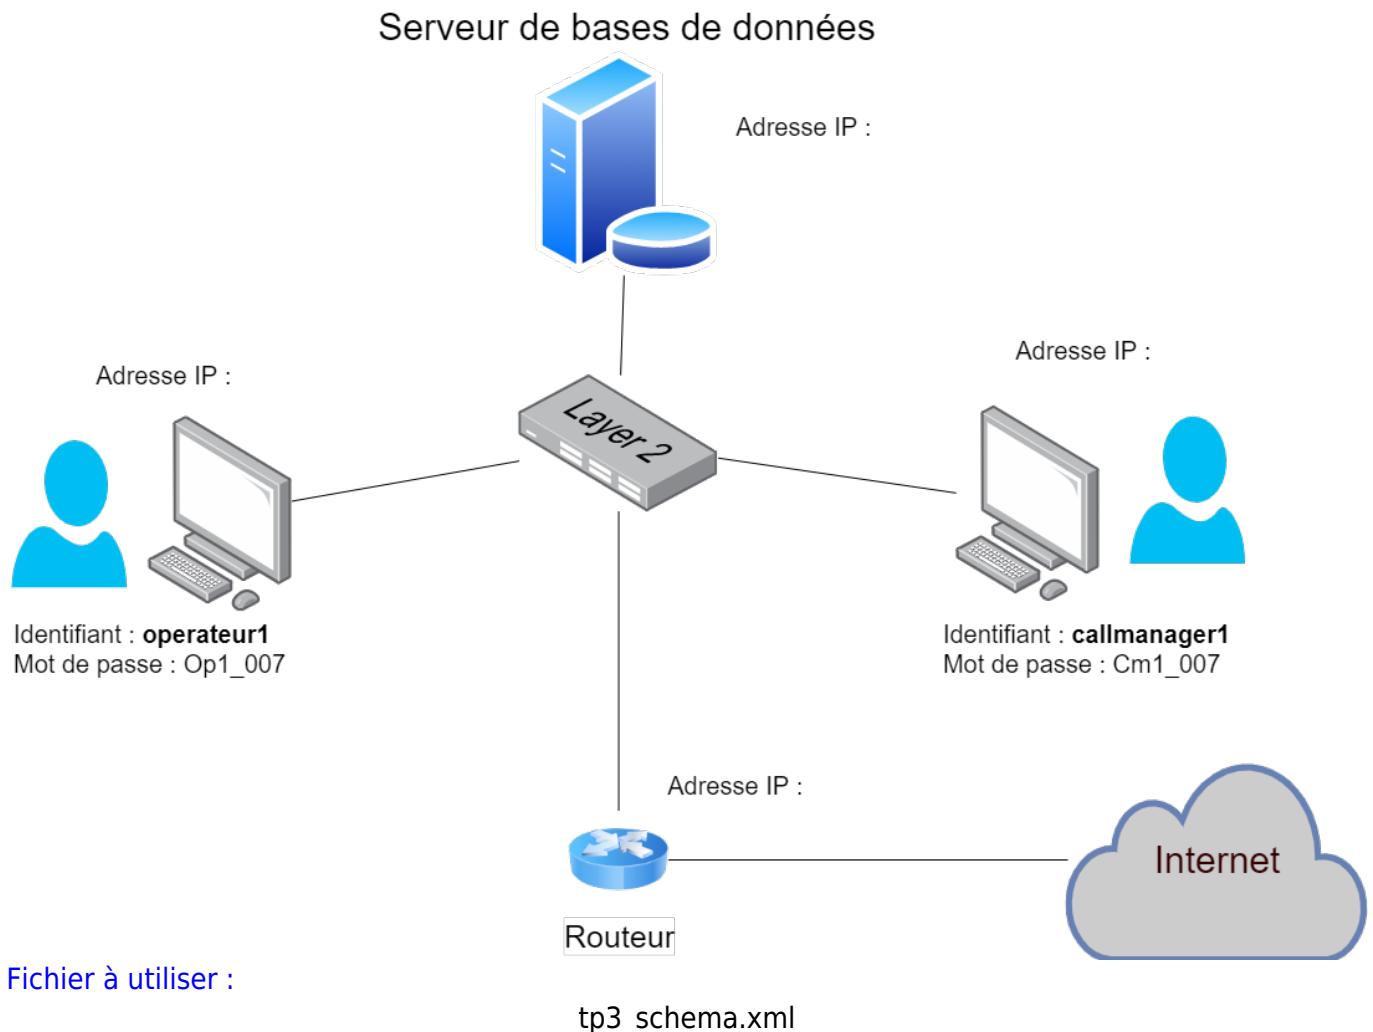 Serveur de bases de données
Adresse IP :
Adresse IP :
Adresse IP :
Layer 2
Identifiant : operateur1
Mot de passe : Op1_007
Identifiant : callmanager1
Mot de passe : Cm1_007
Adresse IP :
Internet
Routeur
Fichier à utiliser :
tp3_schema.xml